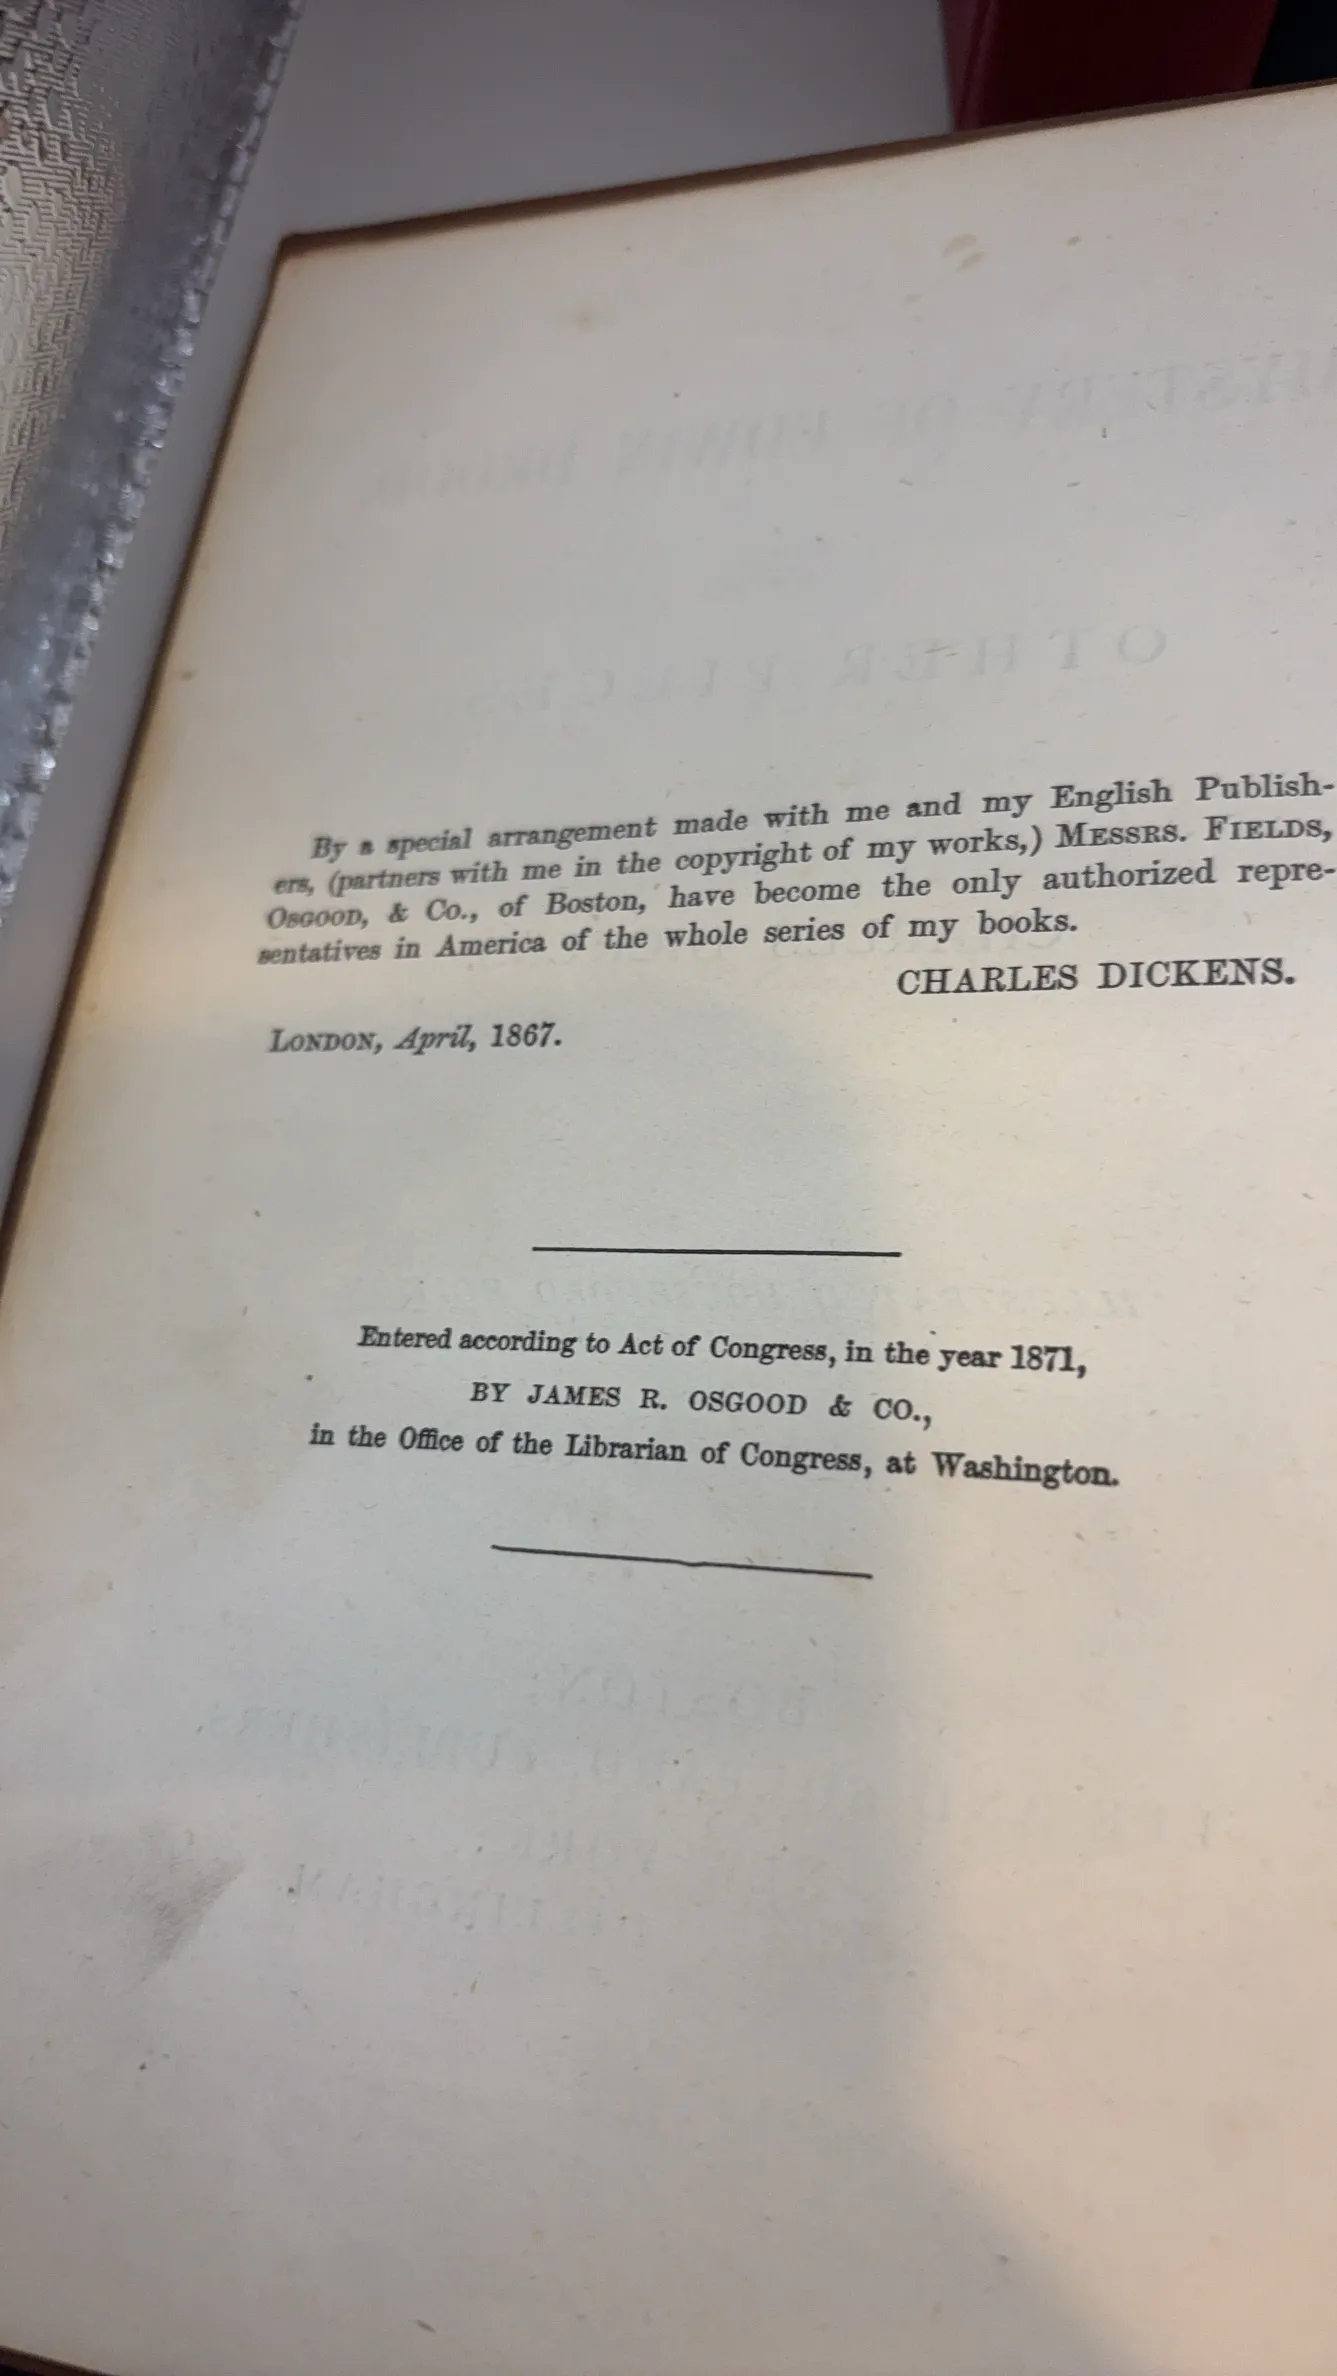 By a special arrangement made with me and my English Publish-
ers, (partners with me in the copyright of my works,) MESSRS. FIELDS,
OSGOOD, & Co., of Boston, have become the only authorized repre-
sentatives in America of the whole series of my books.
CHARLES DICKENS.
LONDON, April, 1867.
Entered according to Act of Congress, in the year 1871,
BY JAMES R. OSGOOD & CO.,
in the Office of the Librarian of Congress, at Washington.